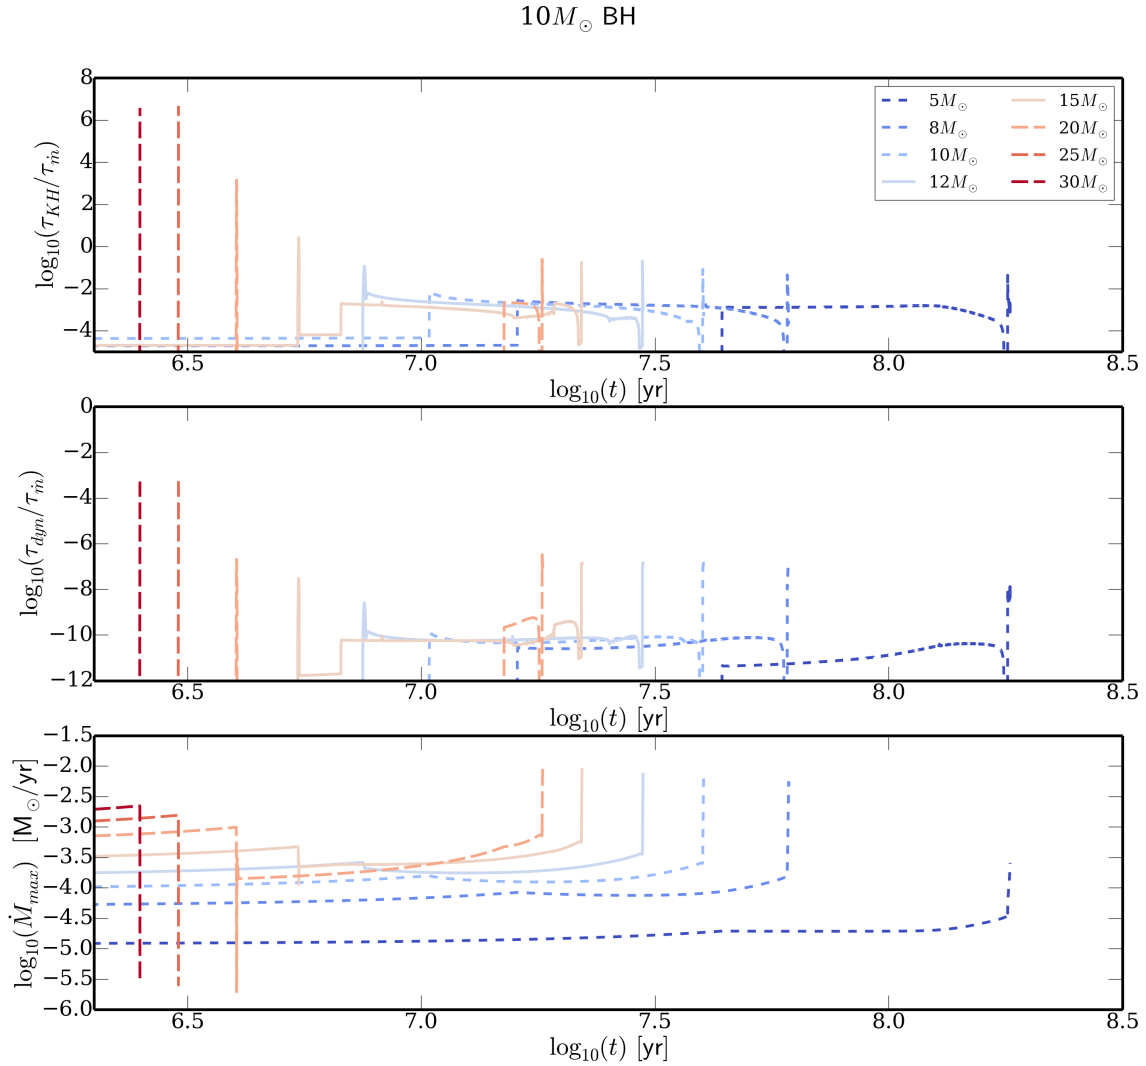 10M⊙ BH
8
6
4
2
0
−2
−4
log10(τKH/τṁ)
5M⊙ 15M⊙
8M⊙ 20M⊙
10M⊙ 25M⊙
12M⊙ 30M⊙
6.5 7.0 7.5 8.0 8.5
log10(t) [yr]
0
−2
−4
−6
−8
−10
−12
log10(τdyn/τṁ)
6.5 7.0 7.5 8.0 8.5
log10(t) [yr]
−1.5
−2.0
−2.5
−3.0
−3.5
−4.0
−4.5
−5.0
−5.5
−6.0
log10(Ṁmax) [M⊙/yr]
6.5 7.0 7.5 8.0 8.5
log10(t) [yr]